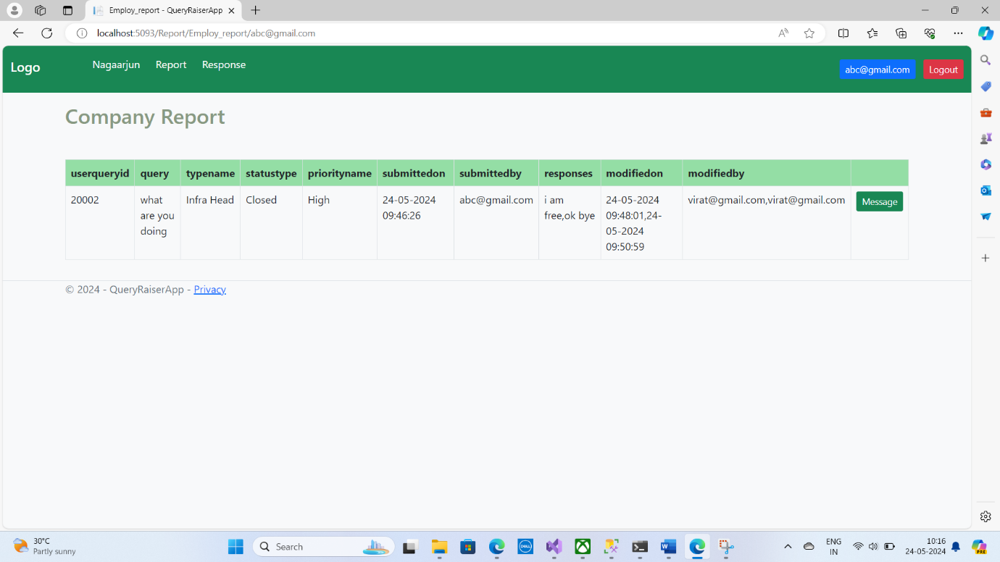 Employ_report - QueryRaiserApp
localhost:5093/Report/Employ_report/abc@gmail.com
Logo
Nagaarjun Report Response
abc@gmail.com
Logout
Company Report
userqueryid query typename statustype priorityname submittedon submittedby responses modifiedon modifiedby
20002 what Infra Head Closed High 24-05-2024 abc@gmail.com i am 24-05-2024 virat@gmail.com,virat@gmail.com Message
are you 09:46:26 free,ok bye 09:48:01,24-
doing 05-2024
09:50:59
© 2024 - QueryRaiserApp - Privacy
30°C
Partly sunny
Search
DELL
PRE
ENG
IN
10:16
24-05-2024